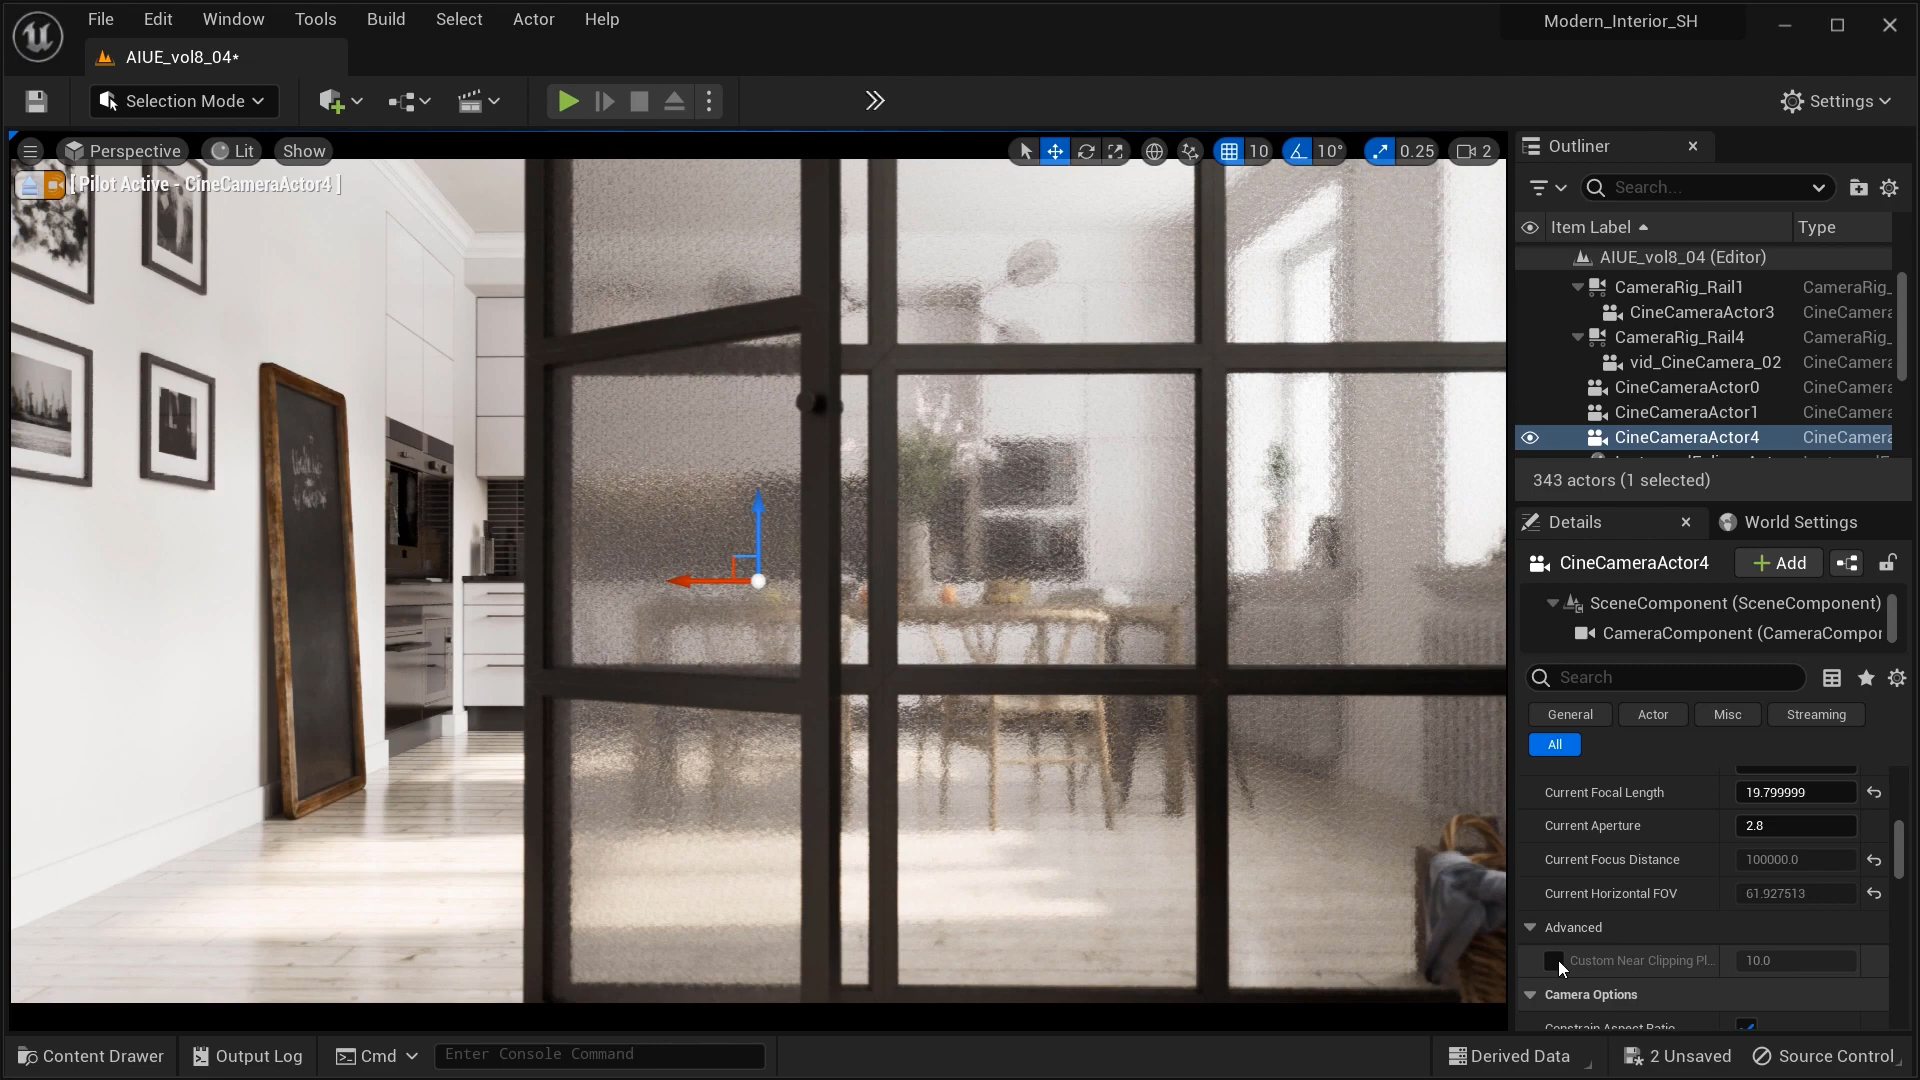 File Edit Window Tools Build Select Actor Help
Modern_Interior_SH
AIUE_vol8_04*
Selection Mode
Settings
Perspective Lit Show
10 10° 0.25 2
[ Pilot Active - CineCameraActor4 ]
Outliner
Search...
Item Label Type
AIUE_vol8_04 (Editor)
CameraRig_Rail1 CameraRig_
CineCameraActor3 CineCamera
CameraRig_Rail4 CameraRig_
vid_CineCamera_02 CineCamera
CineCameraActor0 CineCamera
CineCameraActor1 CineCamera
CineCameraActor4 CineCamera
343 actors (1 selected)
Details World Settings
CineCameraActor4 Add
SceneComponent (SceneComponent)
CameraComponent (CameraCompor
Search
General Actor Misc Streaming
All
Current Focal Length 19.799999
Current Aperture 2.8
Current Focus Distance 100000.0
Current Horizontal FOV 61.927513
Advanced
Custom Near Clipping Pl... 10.0
Camera Options
Constrain Aspect Ratio
Content Drawer Output Log Cmd Enter Console Command Derived Data 2 Unsaved Source Control